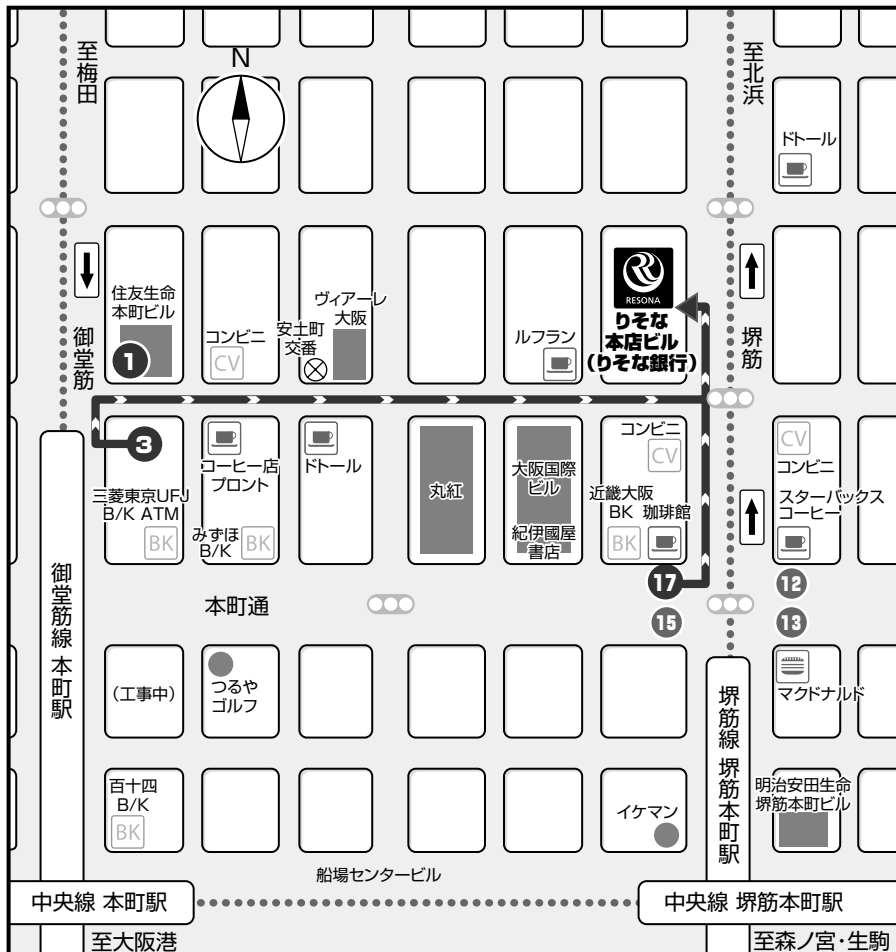 至梅田
N
至北浜
ドトール
住友生命
本町ビル
1
御堂筋
コンビニ
CV
安土町
交番
ヴィアーレ
大阪
ルフラン
RESONA
りそな
本店ビル
(りそな銀行)
堺筋
3
三菱東京UFJ
B/K ATM
BK
コーヒー店
プロント
みずほ
B/K
BK
ドトール
丸紅
大阪国際
ビル
紀伊國屋
書店
コンビニ
CV
近畿大阪
BK
珈琲館
BK
CV
コンビニ
スターバックス
コーヒー
17
15
12
13
本町通
御堂筋線 本町駅
(工事中)
つるや
ゴルフ
マクドナルド
堺筋線 堺筋本町駅
百十四
B/K
BK
イケマン
明治安田生命
堺筋本町ビル
船場センタービル
中央線 本町駅
中央線 堺筋本町駅
至大阪港
至森ノ宮・生駒